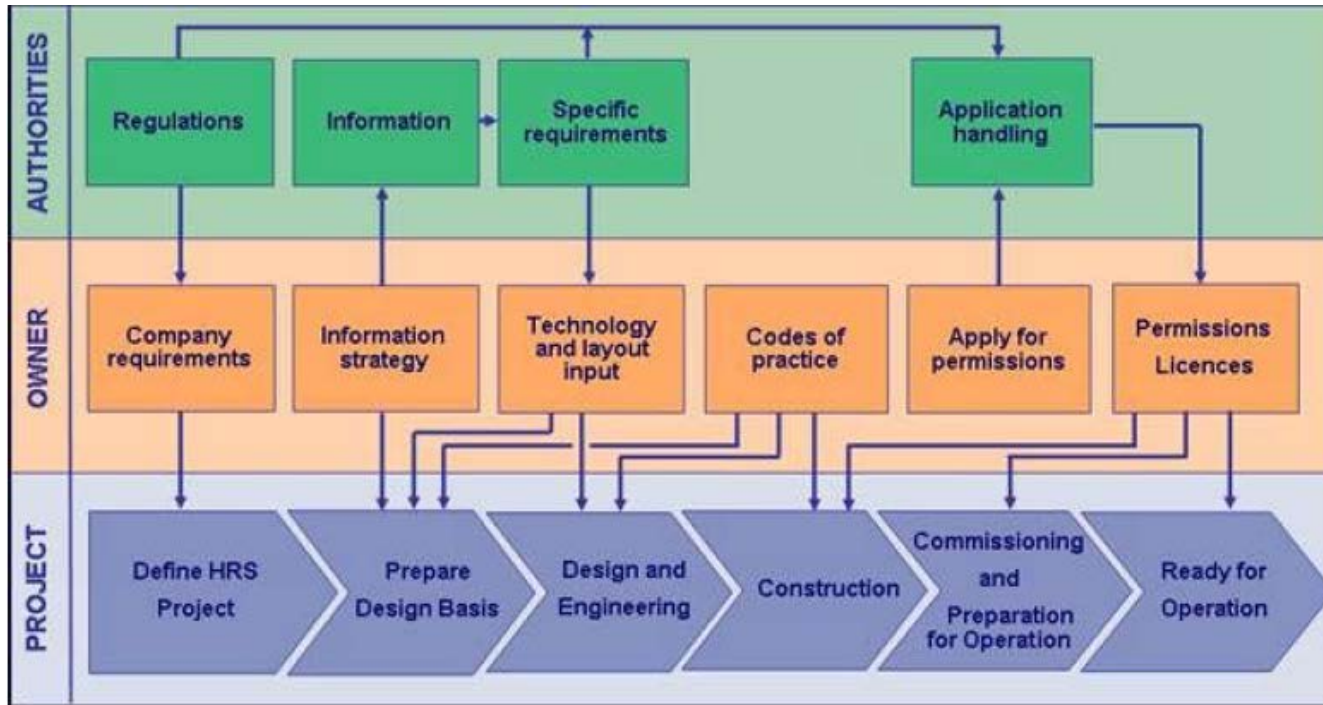 AUTHORITIES
Regulations
Information
Specific
requirements
Application
handling
OWNER
Company
requirements
Information
strategy
Technology
and layout
input
Codes of
practice
Apply for
permissions
Permissions
Licences
PROJECT
Define HRS
Project
Prepare
Design Basis
Design and
Engineering
Construction
Commissioning
and
Preparation
for Operation
Ready for
Operation